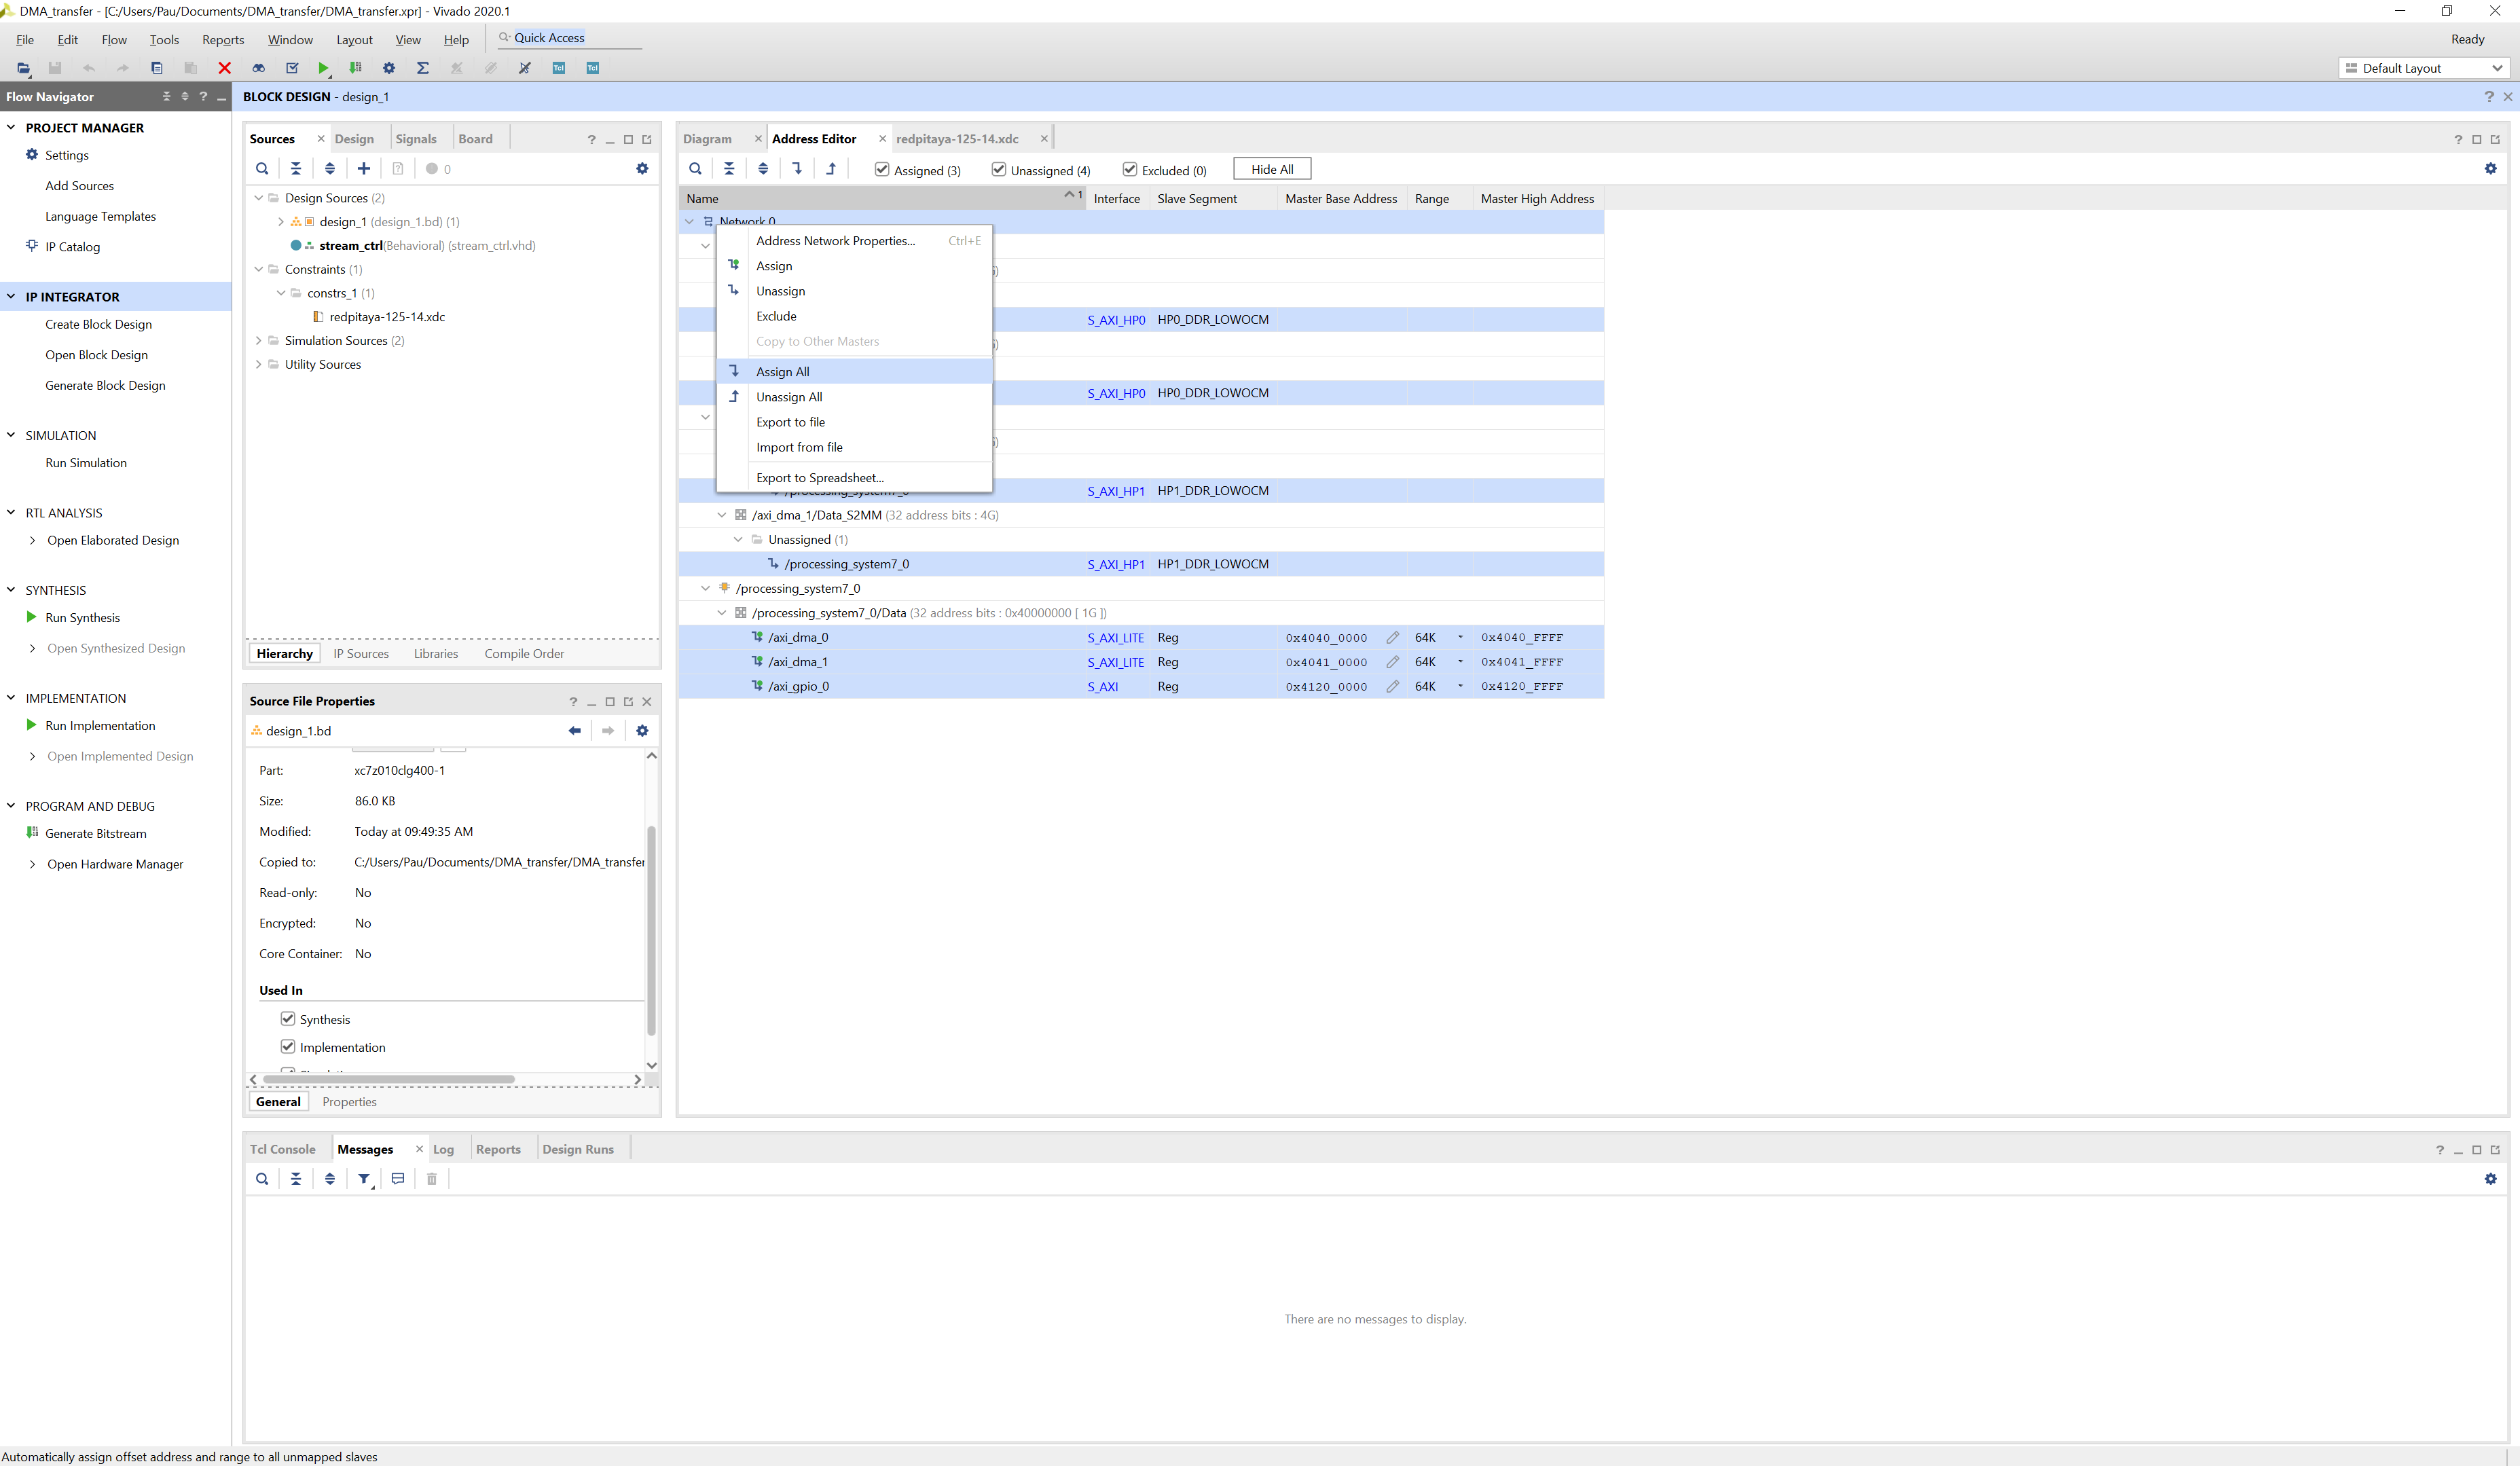 DMA_transfer - [C:/Users/Pau/Documents/DMA_transfer/DMA_transfer.xpr] - Vivado 2020.1
File Edit Flow Tools Reports Window Layout View Help Quick Access
Ready
Tcl Tcl
Default Layout
Flow Navigator
PROJECT MANAGER
Settings
Add Sources
Language Templates
IP Catalog
IP INTEGRATOR
Create Block Design
Open Block Design
Generate Block Design
SIMULATION
Run Simulation
RTL ANALYSIS
Open Elaborated Design
SYNTHESIS
Run Synthesis
Open Synthesized Design
IMPLEMENTATION
Run Implementation
Open Implemented Design
PROGRAM AND DEBUG
Generate Bitstream
Open Hardware Manager
BLOCK DESIGN - design_1
Sources Design Signals Board
0
Design Sources (2)
design_1 (design_1.bd) (1)
stream_ctrl(Behavioral) (stream_ctrl.vhd)
Constraints (1)
constrs_1 (1)
redpitaya-125-14.xdc
Simulation Sources (2)
Utility Sources
Hierarchy IP Sources Libraries Compile Order
Source File Properties
design_1.bd
Part: xc7z010clg400-1
Size: 86.0 KB
Modified: Today at 09:49:35 AM
Copied to: C:/Users/Pau/Documents/DMA_transfer/DMA_transfer
Read-only: No
Encrypted: No
Core Container: No
Used In
Synthesis
Implementation
General Properties
Diagram Address Editor redpitaya-125-14.xdc
Assigned (3) Unassigned (4) Excluded (0) Hide All
Name 1 Interface Slave Segment Master Base Address Range Master High Address
Network 0
Address Network Properties... Ctrl+E
Assign
Unassign
Exclude
Copy to Other Masters
Assign All
Unassign All
Export to file
Import from file
Export to Spreadsheet...
S_AXI_HP0 HP0_DDR_LOWOCM
S_AXI_HP0 HP0_DDR_LOWOCM
/processing_system7_0 S_AXI_HP1 HP1_DDR_LOWOCM
/axi_dma_1/Data_S2MM (32 address bits : 4G)
Unassigned (1)
/processing_system7_0 S_AXI_HP1 HP1_DDR_LOWOCM
/processing_system7_0
/processing_system7_0/Data (32 address bits : 0x40000000 [ 1G ])
/axi_dma_0 S_AXI_LITE Reg 0x4040_0000 64K 0x4040_FFFF
/axi_dma_1 S_AXI_LITE Reg 0x4041_0000 64K 0x4041_FFFF
/axi_gpio_0 S_AXI Reg 0x4120_0000 64K 0x4120_FFFF
Tcl Console Messages Log Reports Design Runs
There are no messages to display.
Automatically assign offset address and range to all unmapped slaves